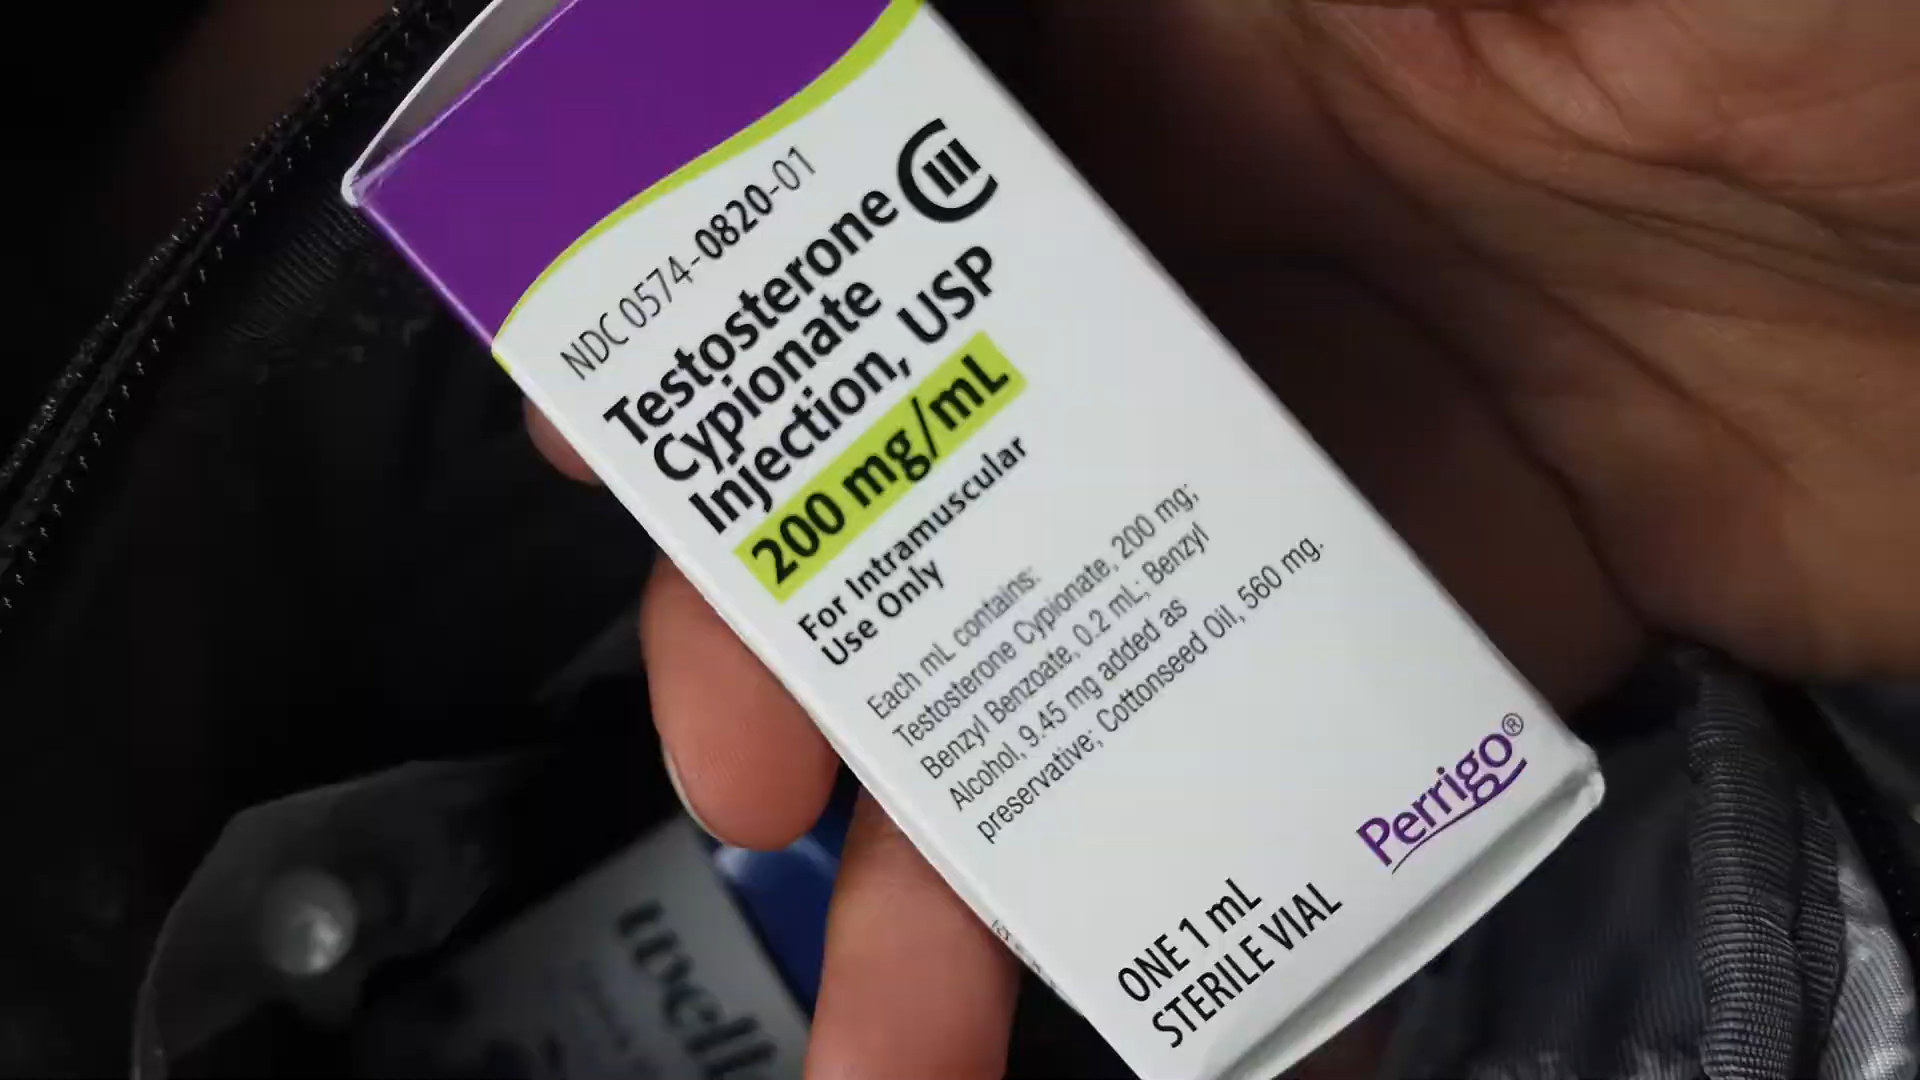 NDC 0574-0820-01
Testosterone CIII
Cypionate
Injection, USP
200 mg/mL
For Intramuscular
Use Only
Each mL contains:
Testosterone Cypionate, 200 mg;
Benzyl Benzoate, 0.2 mL; Benzyl
Alcohol, 9.45 mg added as
preservative; Cottonseed Oil, 560 mg.
Perrigo®
ONE 1 mL
STERILE VIAL
well